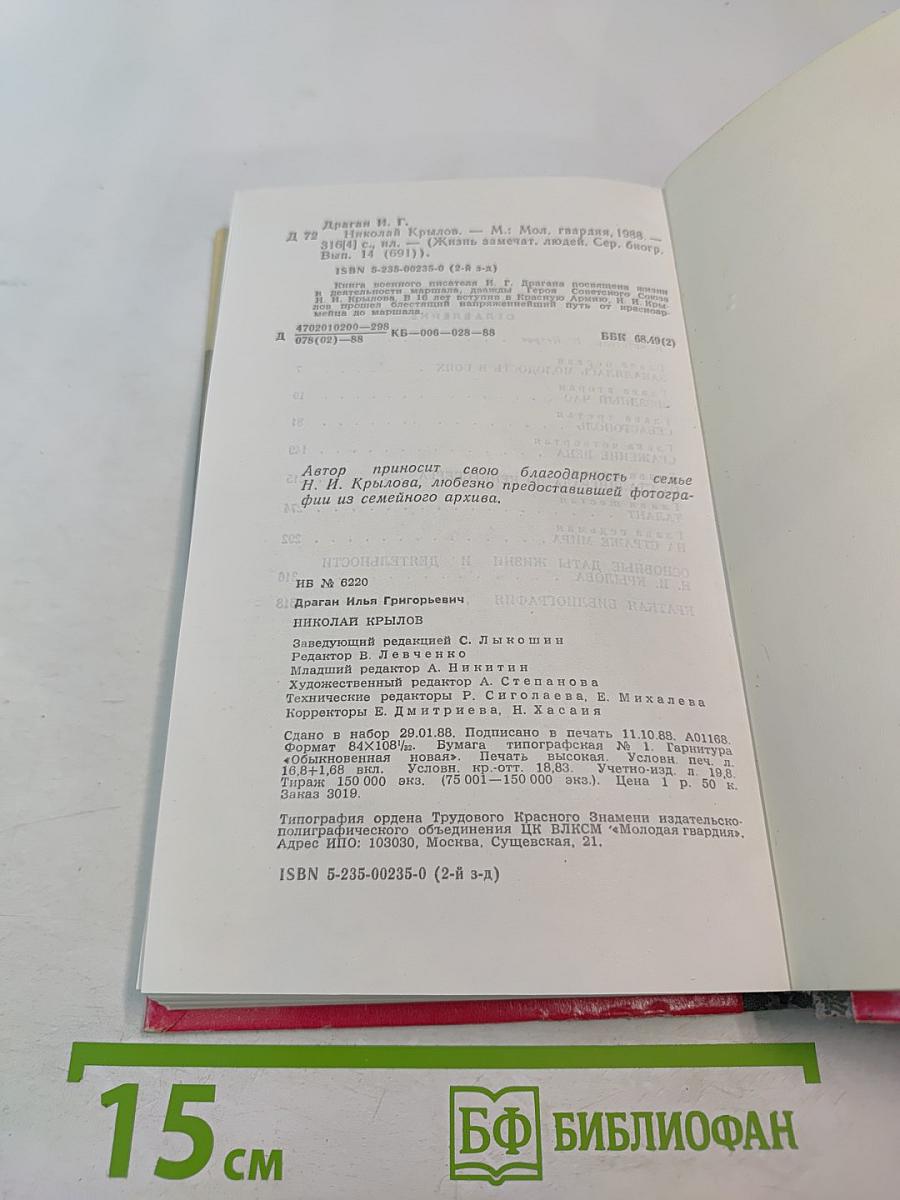 Драган И. Г.
Д 72 Николай Крылов. — М.: Мол. гвардия, 1988. —
316[4] с., ил. — (Жизнь замечат. людей. Сер. биогр.
Вып. 14 (691)).
ISBN 5-235-00235-0 (2-й з-д)
Книга военного писателя И. Г. Драгана посвящена жизни
и деятельности маршала, дважды Героя Советского Союза
Н. И. Крылова. В 16 лет вступив в Красную Армию, Н. И. Кры-
лов прошел блестящий напряженнейший путь от красноар-
мейца до маршала.
Д 4702010200—298
078(02)—88 КБ—006—028—88 ББК 68.49(2)
Автор приносит свою благодарность семье
Н. И. Крылова, любезно предоставившей фотогра-
фии из семейного архива.
ИБ № 6220
Драган Илья Григорьевич
НИКОЛАЙ КРЫЛОВ
Заведующий редакцией С. Лыкошин
Редактор В. Левченко
Младший редактор А. Никитин
Художественный редактор А. Степанова
Технические редакторы Р. Сиголаева, Е. Михалева
Корректоры Е. Дмитриева, Н. Хасаия
Сдано в набор 29.01.88. Подписано в печать 11.10.88. А01168.
Формат 84×108¹/₃₂. Бумага типографская № 1. Гарнитура
«Обыкновенная новая». Печать высокая. Условн. печ. л.
16,8+1,68 вкл. Условн. кр.-отт. 18,83. Учетно-изд. л. 19,8.
Тираж 150 000 экз. (75 001—150 000 экз.). Цена 1 р. 50 к.
Заказ 3019.
Типография ордена Трудового Красного Знамени издательско-
полиграфического объединения ЦК ВЛКСМ «Молодая гвардия».
Адрес ИПО: 103030, Москва, Сущевская, 21.
ISBN 5-235-00235-0 (2-й з-д)
15 см
БФ БИБЛИОФАН